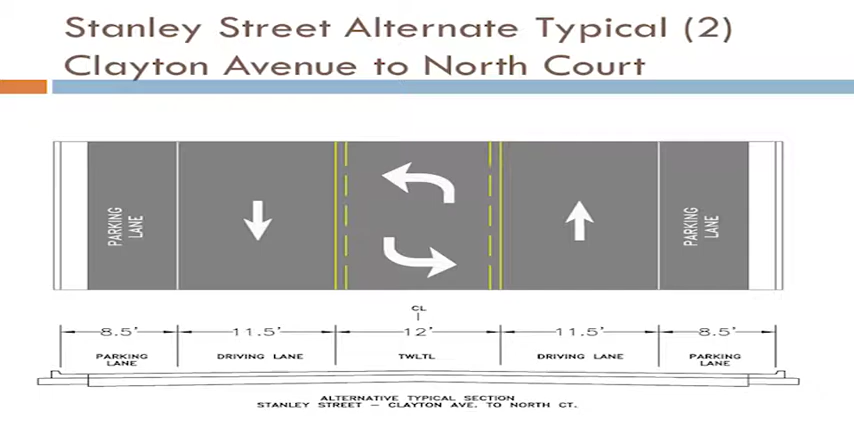 Stanley Street Alternate Typical (2)
Clayton Avenue to North Court
PARKING
LANE
PARKING
LANE
CL
8.5' 11.5' 12' 11.5' 8.5'
PARKING
LANE
DRIVING LANE
TWLTL
DRIVING LANE
PARKING
LANE
ALTERNATIVE TYPICAL SECTION
STANLEY STREET – CLAYTON AVE. TO NORTH CT.